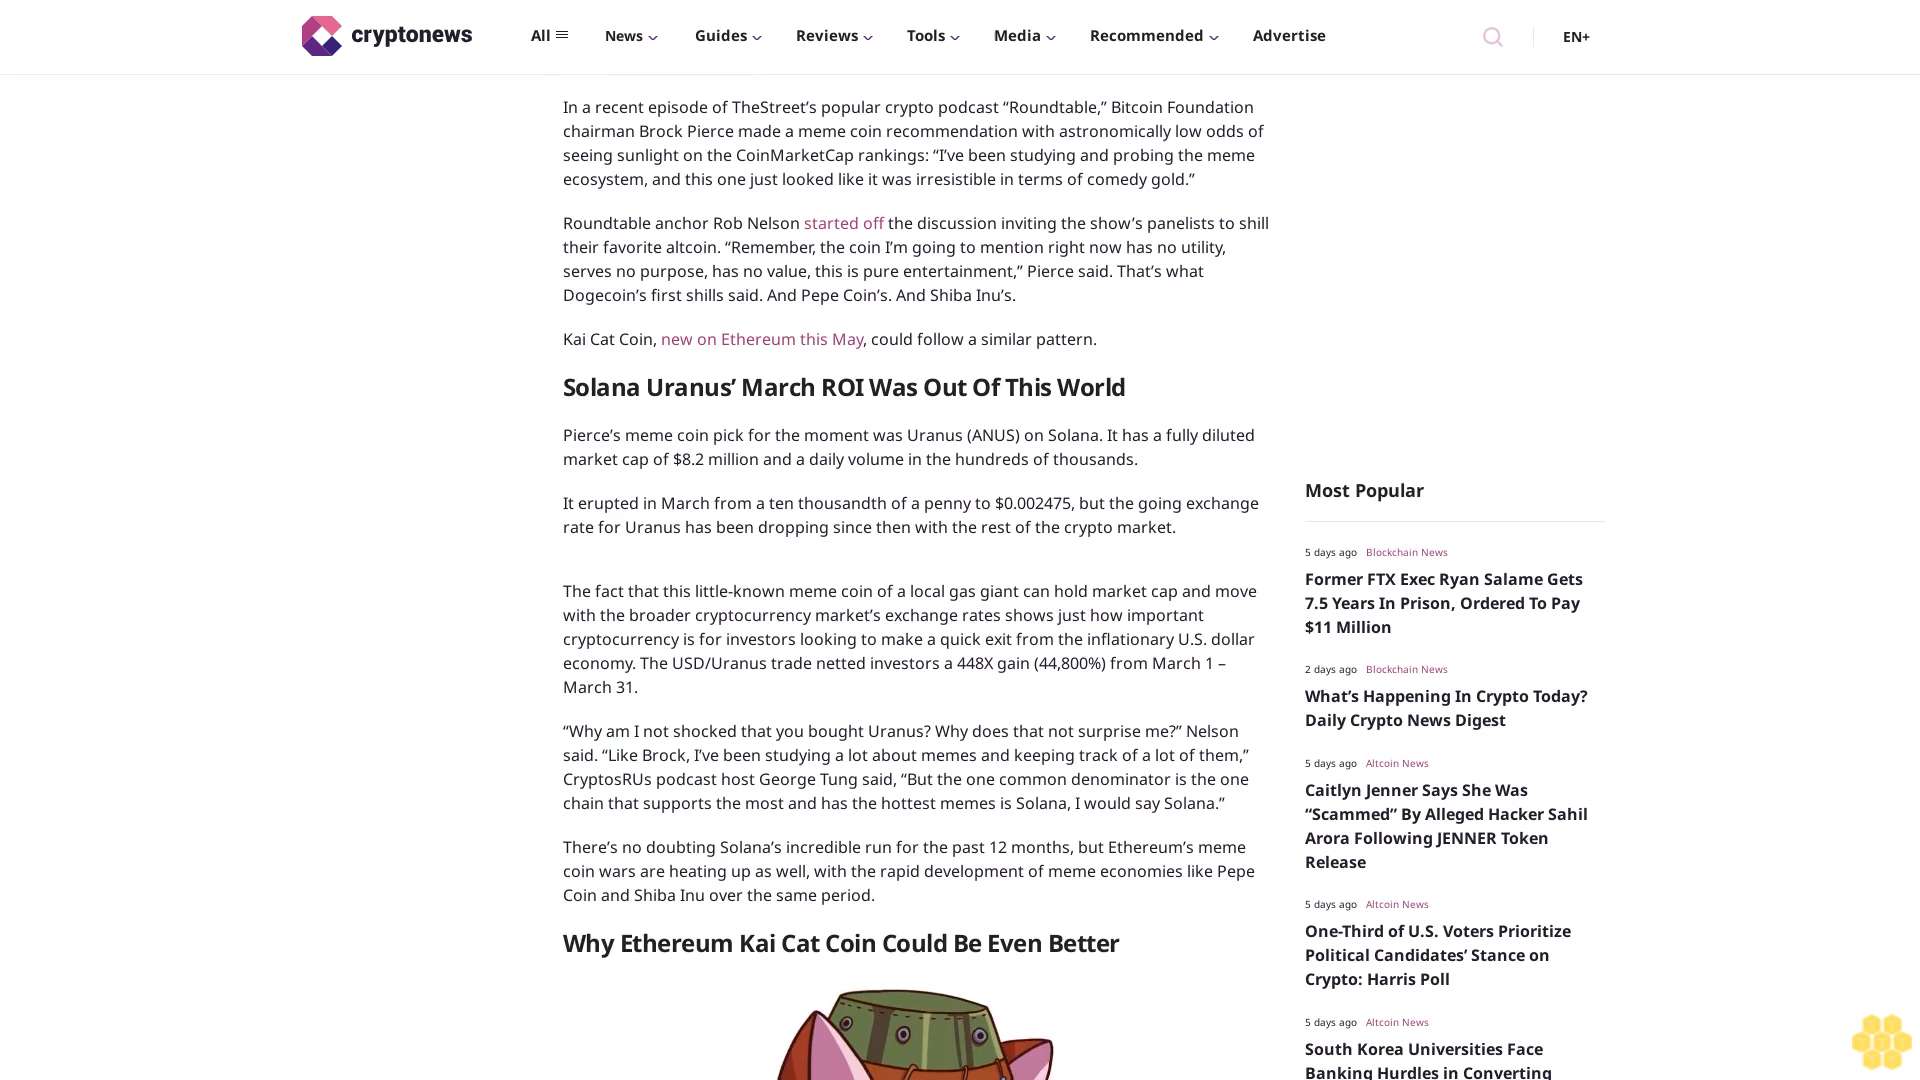 cryptonews
All
News
Guides
Reviews
Tools
Media
Recommended
Advertise
EN+
In a recent episode of TheStreet’s popular crypto podcast “Roundtable,” Bitcoin Foundation
chairman Brock Pierce made a meme coin recommendation with astronomically low odds of
seeing sunlight on the CoinMarketCap rankings: “I’ve been studying and probing the meme
ecosystem, and this one just looked like it was irresistible in terms of comedy gold.”
Roundtable anchor Rob Nelson started off the discussion inviting the show’s panelists to shill
their favorite altcoin. “Remember, the coin I’m going to mention right now has no utility,
serves no purpose, has no value, this is pure entertainment,” Pierce said. That’s what
Dogecoin’s first shills said. And Pepe Coin’s. And Shiba Inu’s.
Kai Cat Coin, new on Ethereum this May, could follow a similar pattern.
Solana Uranus’ March ROI Was Out Of This World
Pierce’s meme coin pick for the moment was Uranus (ANUS) on Solana. It has a fully diluted
market cap of $8.2 million and a daily volume in the hundreds of thousands.
It erupted in March from a ten thousandth of a penny to $0.002475, but the going exchange
rate for Uranus has been dropping since then with the rest of the crypto market.
The fact that this little-known meme coin of a local gas giant can hold market cap and move
with the broader cryptocurrency market’s exchange rates shows just how important
cryptocurrency is for investors looking to make a quick exit from the inflationary U.S. dollar
economy. The USD/Uranus trade netted investors a 448X gain (44,800%) from March 1 –
March 31.
“Why am I not shocked that you bought Uranus? Why does that not surprise me?” Nelson
said. “Like Brock, I’ve been studying a lot about memes and keeping track of a lot of them,”
CryptosRUs podcast host George Tung said, “But the one common denominator is the one
chain that supports the most and has the hottest memes is Solana, I would say Solana.”
There’s no doubting Solana’s incredible run for the past 12 months, but Ethereum’s meme
coin wars are heating up as well, with the rapid development of meme economies like Pepe
Coin and Shiba Inu over the same period.
Why Ethereum Kai Cat Coin Could Be Even Better
Most Popular
5 days ago Blockchain News
Former FTX Exec Ryan Salame Gets
7.5 Years In Prison, Ordered To Pay
$11 Million
2 days ago Blockchain News
What’s Happening In Crypto Today?
Daily Crypto News Digest
5 days ago Altcoin News
Caitlyn Jenner Says She Was
“Scammed” By Alleged Hacker Sahil
Arora Following JENNER Token
Release
5 days ago Altcoin News
One-Third of U.S. Voters Prioritize
Political Candidates’ Stance on
Crypto: Harris Poll
5 days ago Altcoin News
South Korea Universities Face
Banking Hurdles in Converting